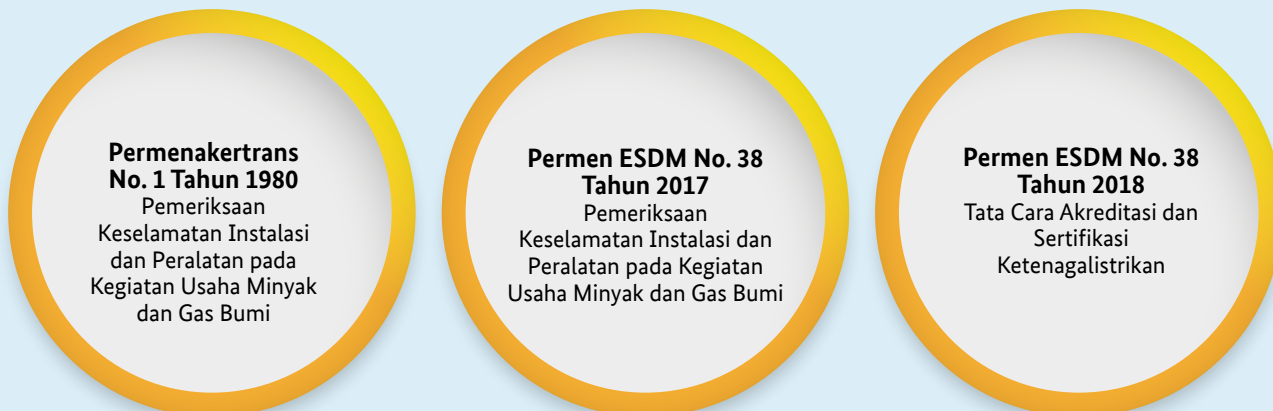 Permenakertrans
No. 1 Tahun 1980
Pemeriksaan
Keselamatan Instalasi
dan Peralatan pada
Kegiatan Usaha Minyak
dan Gas Bumi
Permen ESDM No. 38
Tahun 2017
Pemeriksaan
Keselamatan Instalasi dan
Peralatan pada Kegiatan
Usaha Minyak dan Gas Bumi
Permen ESDM No. 38
Tahun 2018
Tata Cara Akreditasi dan
Sertifikasi
Ketenagalistrikan